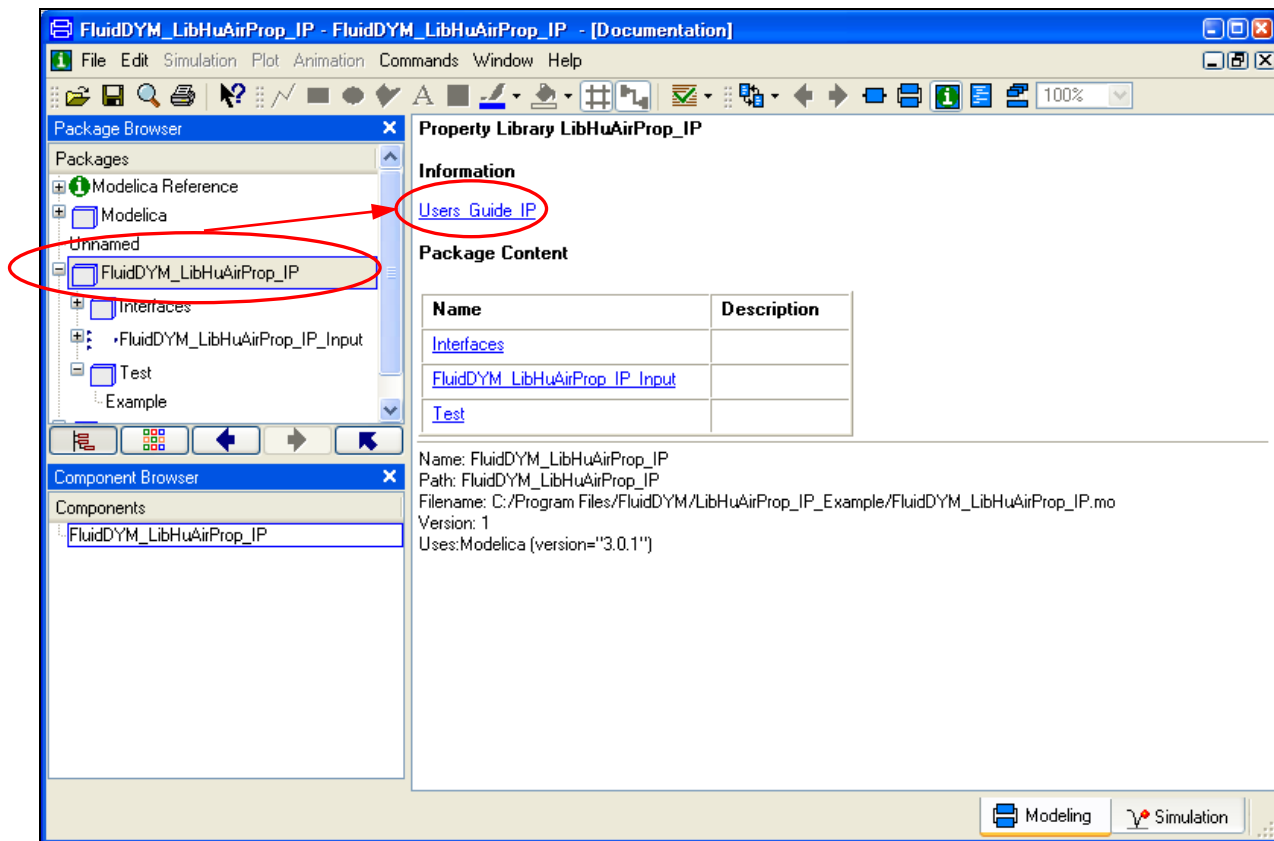 FluidDYM_LibHuAirProp_IP - FluidDYM_LibHuAirProp_IP - [Documentation]
File Edit Simulation Plot Animation Commands Window Help
100%
Package Browser
Packages
Modelica Reference
Modelica
Unnamed
FluidDYM_LibHuAirProp_IP
Interfaces
FluidDYM_LibHuAirProp_IP_Input
Test
Example
Component Browser
Components
FluidDYM_LibHuAirProp_IP
Property Library LibHuAirProp_IP
Information
Users_Guide_IP
Package Content
Name Description
Interfaces
FluidDYM_LibHuAirProp_IP_Input
Test
Name: FluidDYM_LibHuAirProp_IP
Path: FluidDYM_LibHuAirProp_IP
Filename: C:/Program Files/FluidDYM/LibHuAirProp_IP_Example/FluidDYM_LibHuAirProp_IP.mo
Version: 1
Uses:Modelica (version="3.0.1")
Modeling Simulation